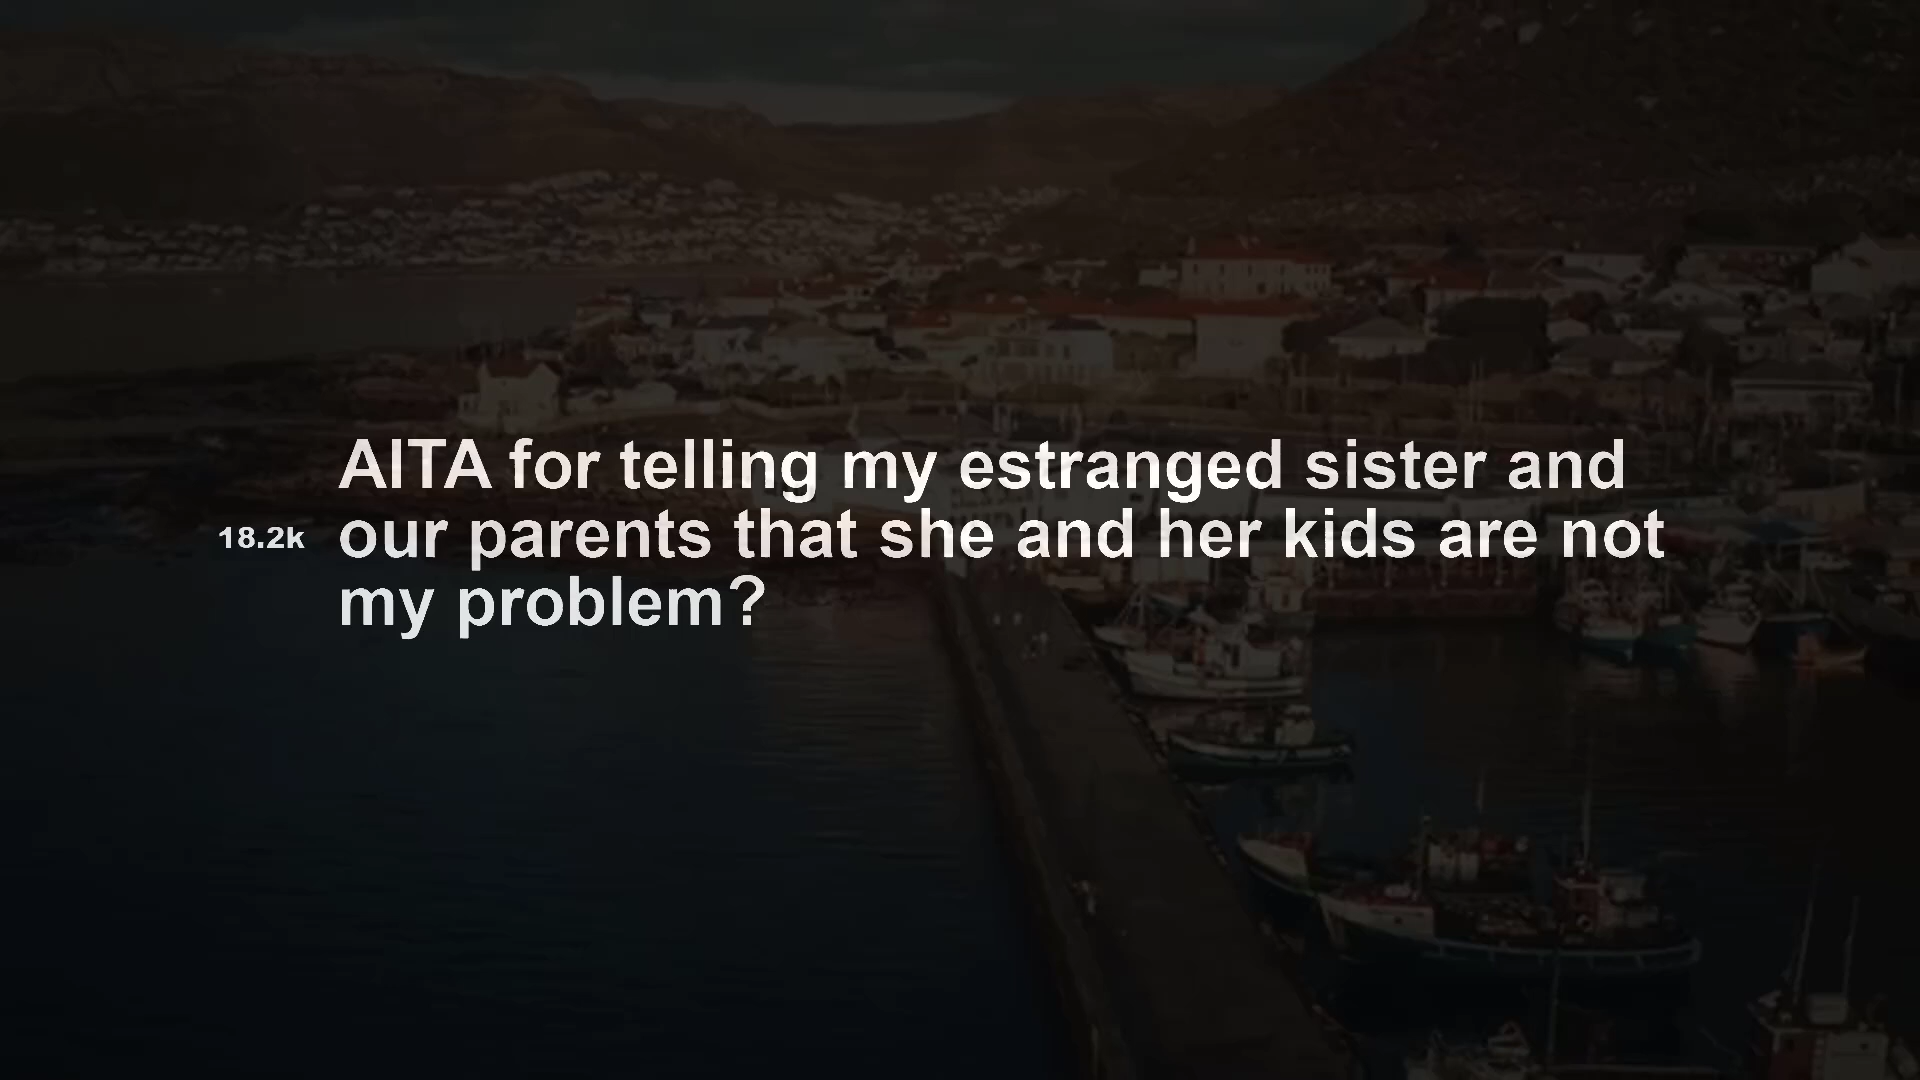 AITA for telling my estranged sister and
18.2k our parents that she and her kids are not
my problem?